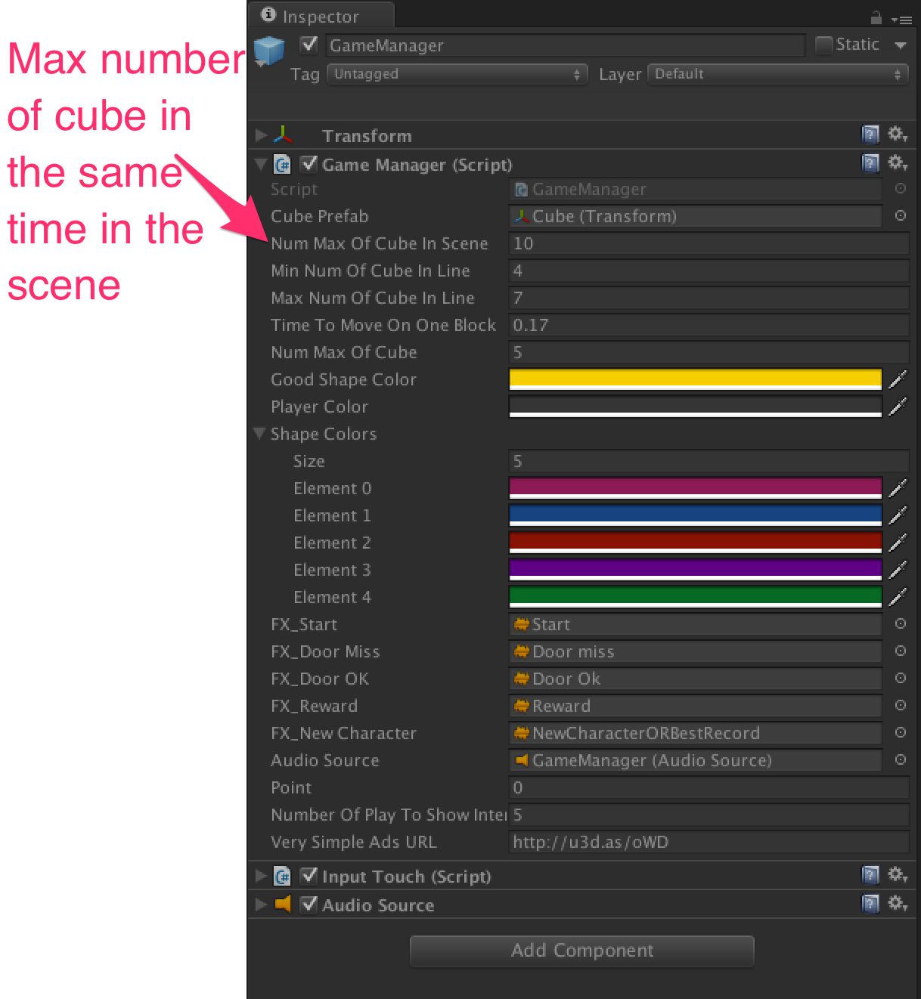 Max number
of cube in
the same
time in the
scene
Inspector
GameManager
Static
Tag Untagged Layer Default
Transform
Game Manager (Script)
Script GameManager
Cube Prefab Cube (Transform)
Num Max Of Cube In Scene 10
Min Num Of Cube In Line 4
Max Num Of Cube In Line 7
Time To Move On One Block 0.17
Num Max Of Cube 5
Good Shape Color
Player Color
Shape Colors
Size 5
Element 0
Element 1
Element 2
Element 3
Element 4
FX_Start Start
FX_Door Miss Door miss
FX_Door OK Door Ok
FX_Reward Reward
FX_New Character NewCharacterORBestRecord
Audio Source GameManager (Audio Source)
Point 0
Number Of Play To Show Inter 5
Very Simple Ads URL http://u3d.as/oWD
Input Touch (Script)
Audio Source
Add Component